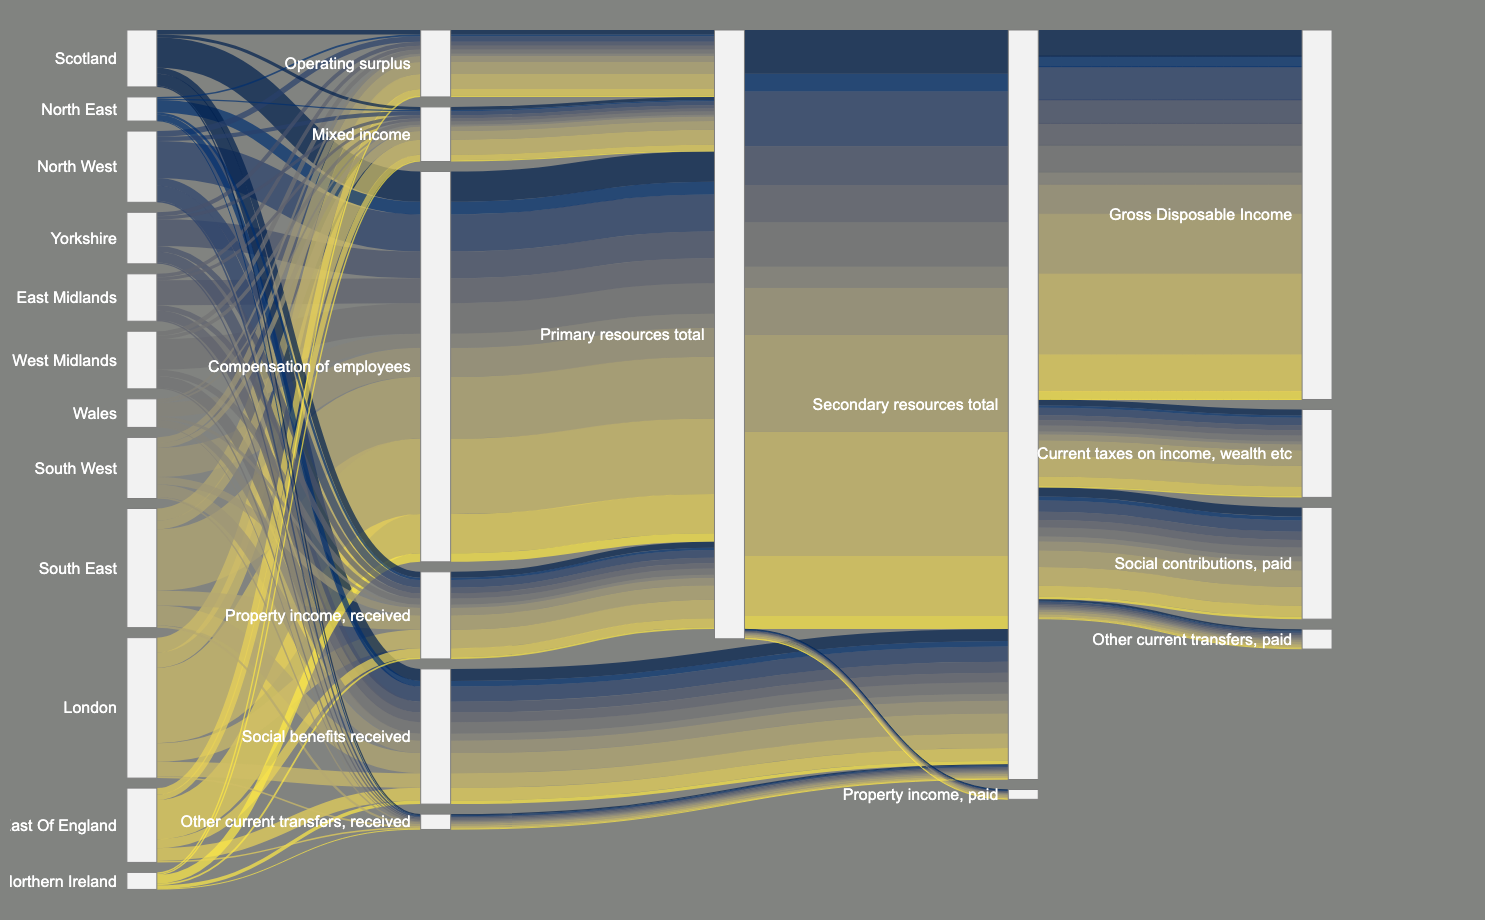 Scotland
North East
North West
Yorkshire
East Midlands
West Midlands
Wales
South West
South East
London
ast Of England
lorthern Ireland
Operating surplus
Mixed income
Compensation of employees
Property income, received
Social benefits received
Other current transfers, received
Primary resources total
Secondary resources total
Property income, paid
Gross Disposable Income
Current taxes on income, wealth etc
Social contributions, paid
Other current transfers, paid